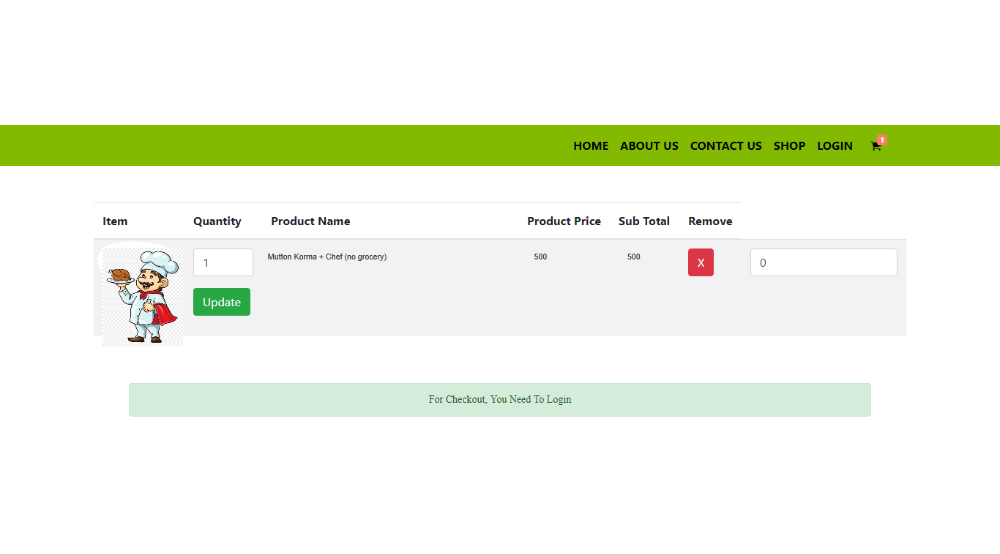 HOME ABOUT US CONTACT US SHOP LOGIN 1
Item Quantity Product Name Product Price Sub Total Remove
1 Mutton Korma + Chef (no grocery) 500 500 X 0
Update
For Checkout, You Need To Login